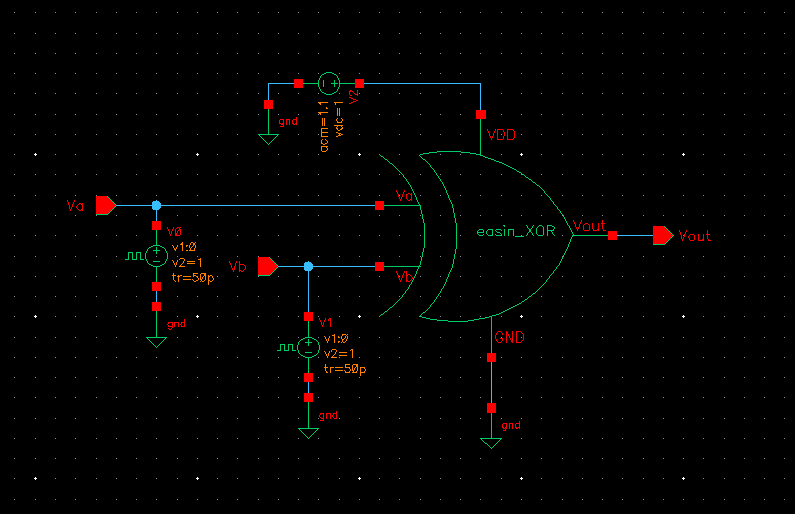 gnd
V2
acm=1.1
vdc=1
VDD
Va
Va
easin_XOR
Vout
Vout
V0
v1:0
v2=1
tr=50p
gnd
Vb
Vb
V1
v1:0
v2=1
tr=50p
gnd
GND
gnd